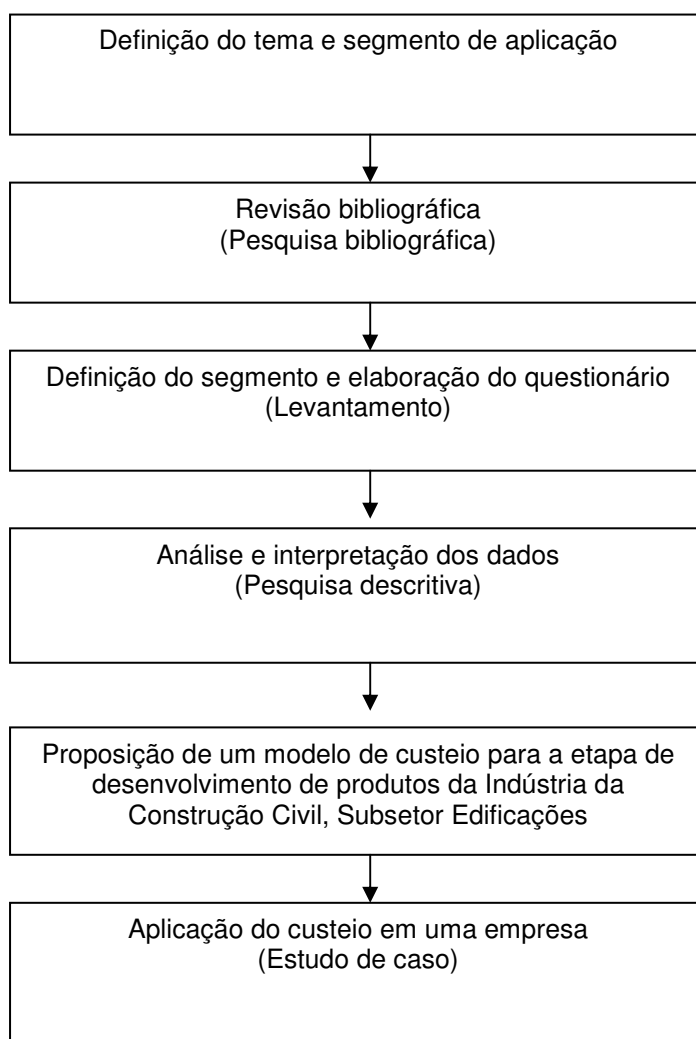 Definição do tema e segmento de aplicação
Revisão bibliográfica
(Pesquisa bibliográfica)
Definição do segmento e elaboração do questionário
(Levantamento)
Análise e interpretação dos dados
(Pesquisa descritiva)
Proposição de um modelo de custeio para a etapa de
desenvolvimento de produtos da Indústria da
Construção Civil, Subsetor Edificações
Aplicação do custeio em uma empresa
(Estudo de caso)